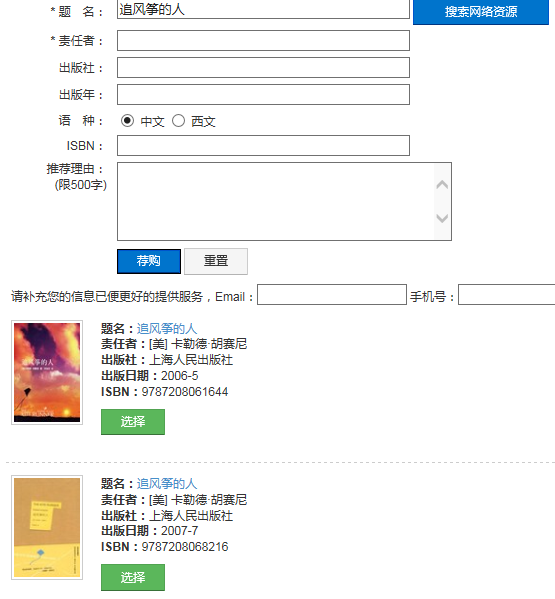 * 题 名： 追风筝的人 搜索网络资源
* 责任者：
出版社：
出版年：
语 种： 中文 西文
ISBN：
推荐理由：
(限500字)
荐购 重置
请补充您的信息已便更好的提供服务，Email： 手机号：
追风筝的人
题名：追风筝的人
责任者：[美] 卡勒德·胡赛尼
出版社：上海人民出版社
出版日期：2006-5
ISBN：9787208061644
选择
题名：追风筝的人
责任者：[美] 卡勒德·胡赛尼
出版社：上海人民出版社
出版日期：2007-7
ISBN：9787208068216
选择